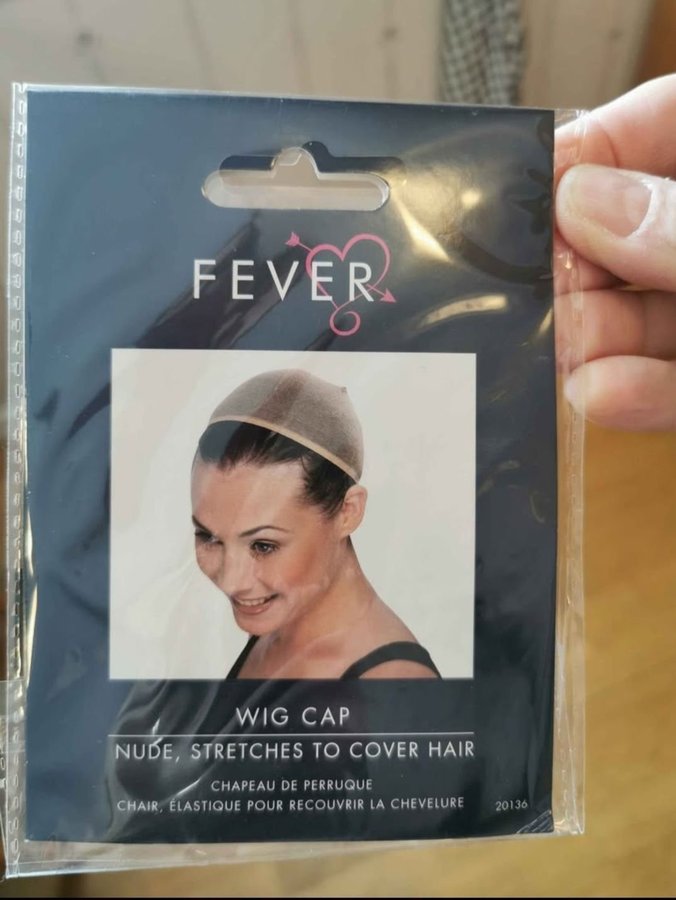 FEVER
WIG CAP
NUDE, STRETCHES TO COVER HAIR
CHAPEAU DE PERRUQUE
CHAIR, ÉLASTIQUE POUR RECOUVRIR LA CHEVELURE
20136